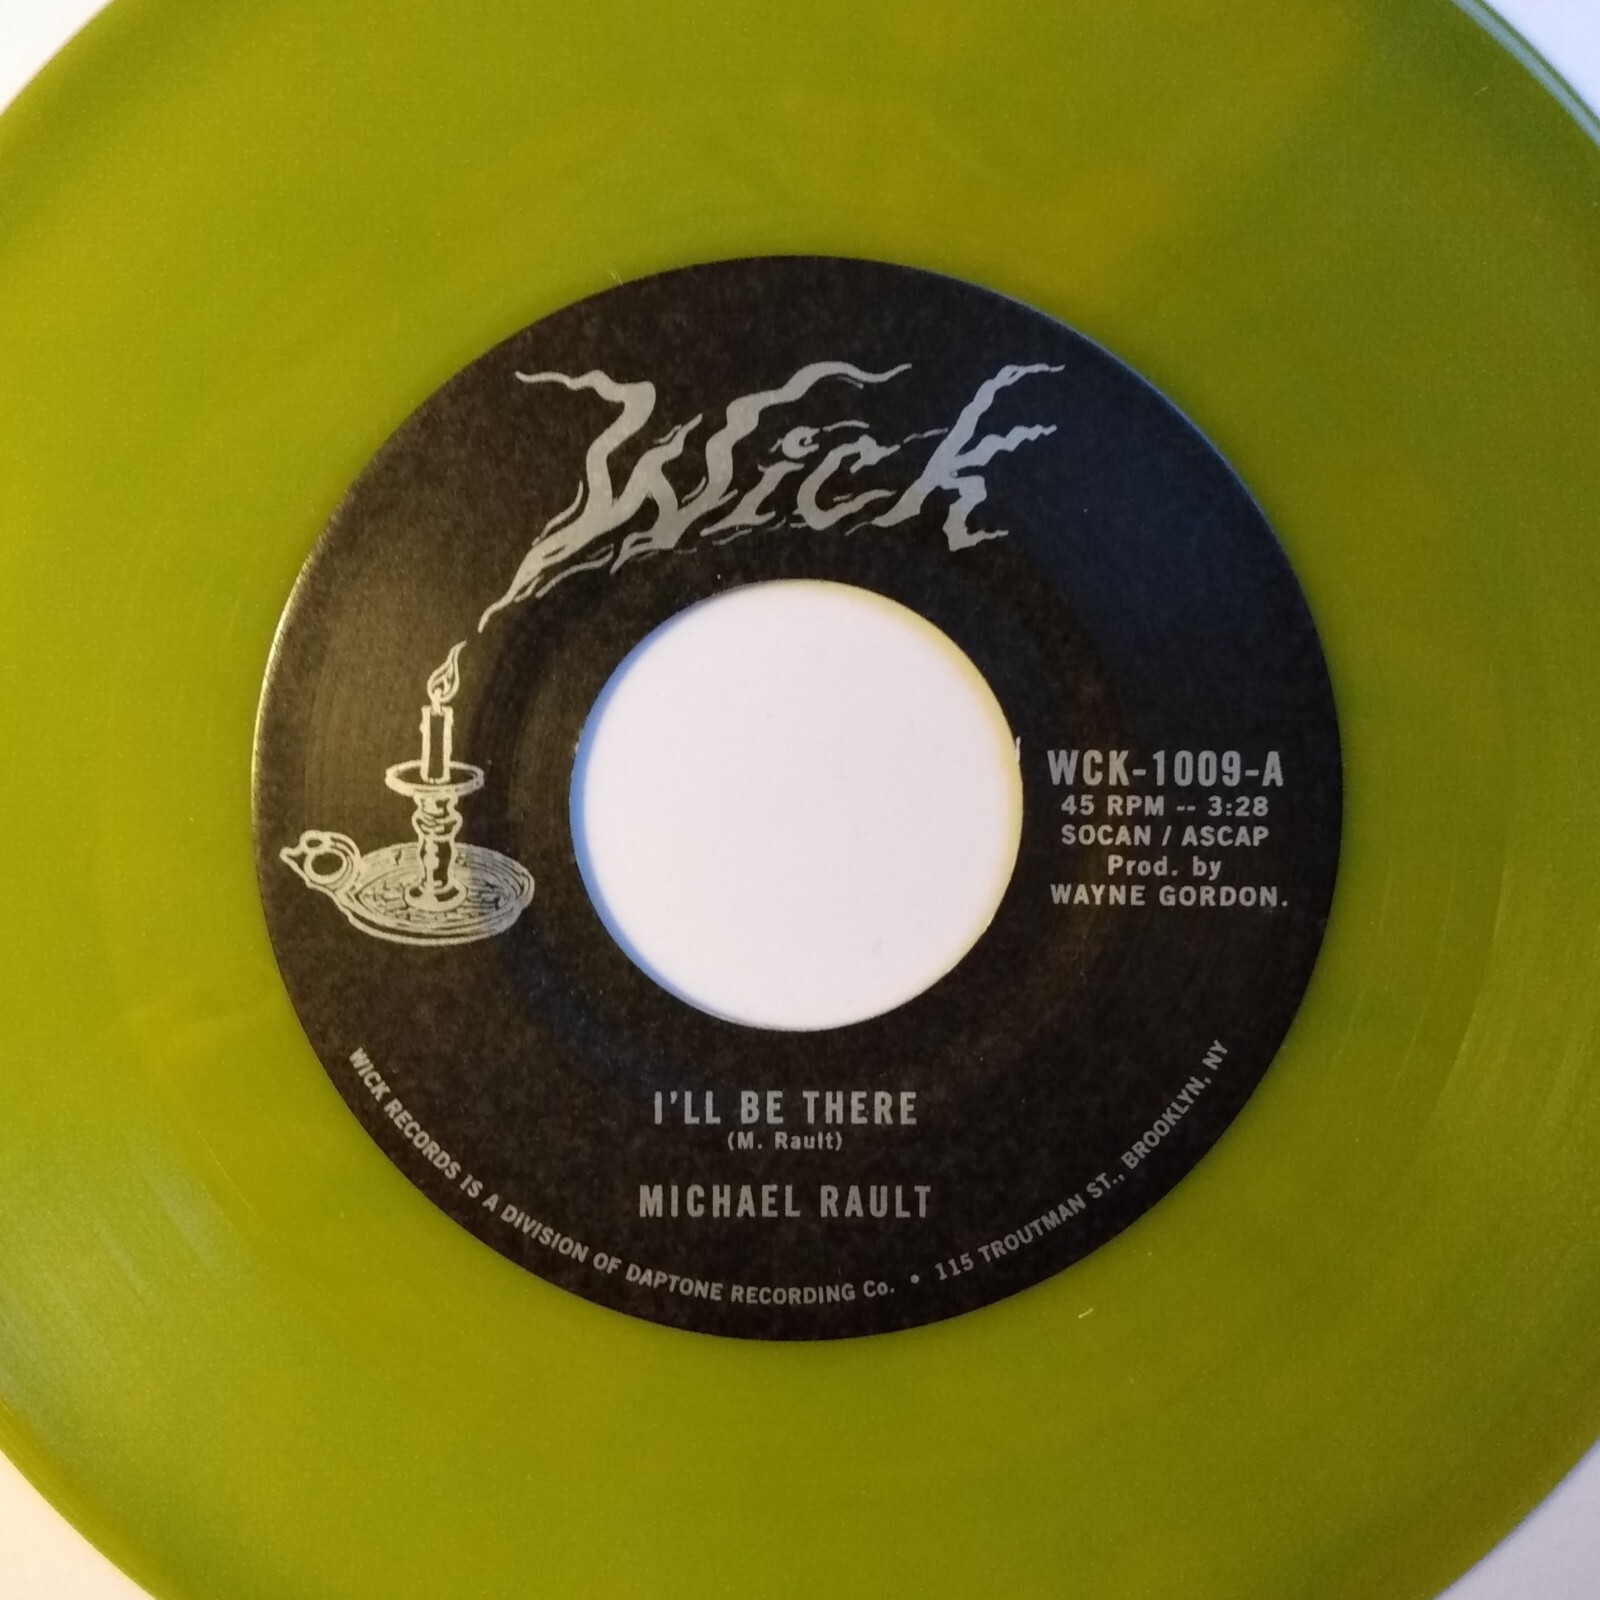 Wick
WCK-1009-A
45 RPM -- 3:28
SOCAN / ASCAP
Prod. by
WAYNE GORDON.
I'LL BE THERE
(M. Rault)
MICHAEL RAULT
WICK RECORDS IS A DIVISION OF DAPTONE RECORDING Co. • 115 TROUTMAN ST., BROOKLYN, NY